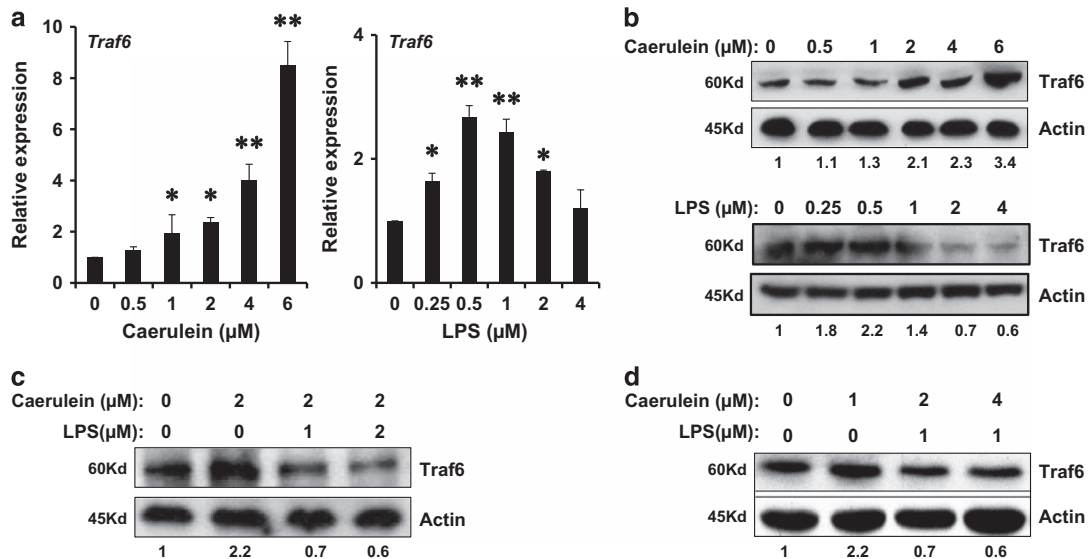 a
Traf6
Relative expression
10
8
6
4
2
0
** 
**
*
*
0 0.5 1 2 4 6
Caerulein (µM)
Traf6
Relative expression
4
2
0
**
**
*
*
0 0.25 0.5 1 2 4
LPS (µM)
b
Caerulein (µM): 0 0.5 1 2 4 6
60Kd Traf6
45Kd Actin
1 1.1 1.3 2.1 2.3 3.4
LPS (µM): 0 0.25 0.5 1 2 4
60Kd Traf6
45Kd Actin
1 1.8 2.2 1.4 0.7 0.6
c
Caerulein (µM): 0 2 2 2
LPS(µM): 0 0 1 2
60Kd Traf6
45Kd Actin
1 2.2 0.7 0.6
d
Caerulein (µM): 0 1 2 4
LPS(µM): 0 0 1 1
60Kd Traf6
45Kd Actin
1 2.2 0.7 0.6